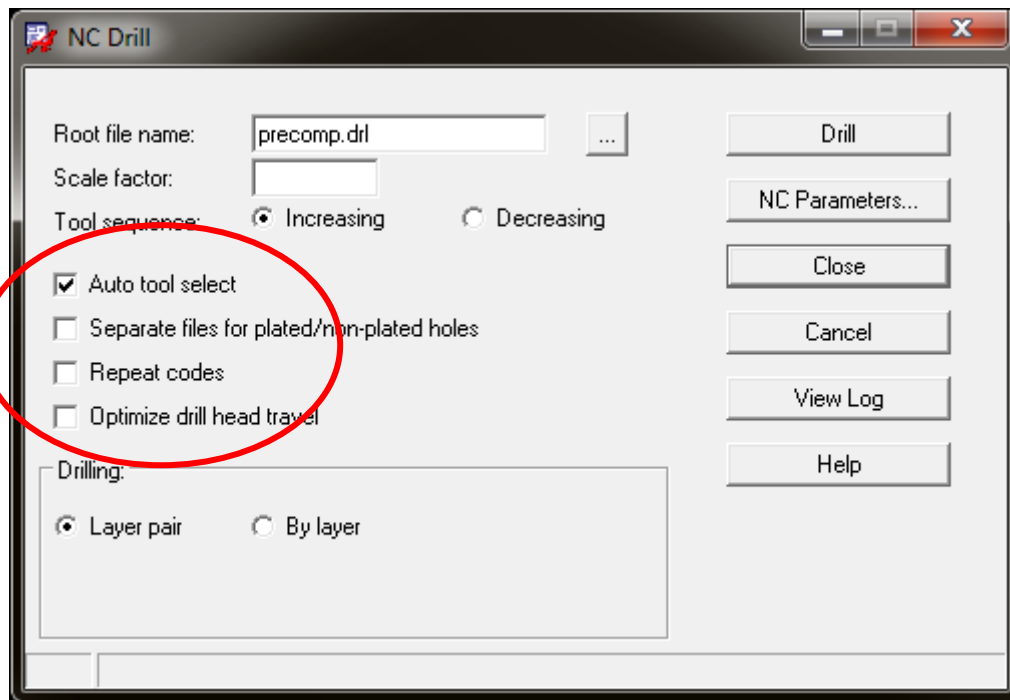 NC Drill
Root file name: precomp.drl ... Drill
Scale factor:
NC Parameters...
Tool sequence: Increasing Decreasing
Close
Auto tool select
Separate files for plated/non-plated holes Cancel
Repeat codes
View Log
Optimize drill head travel
Help
Drilling:
Layer pair By layer